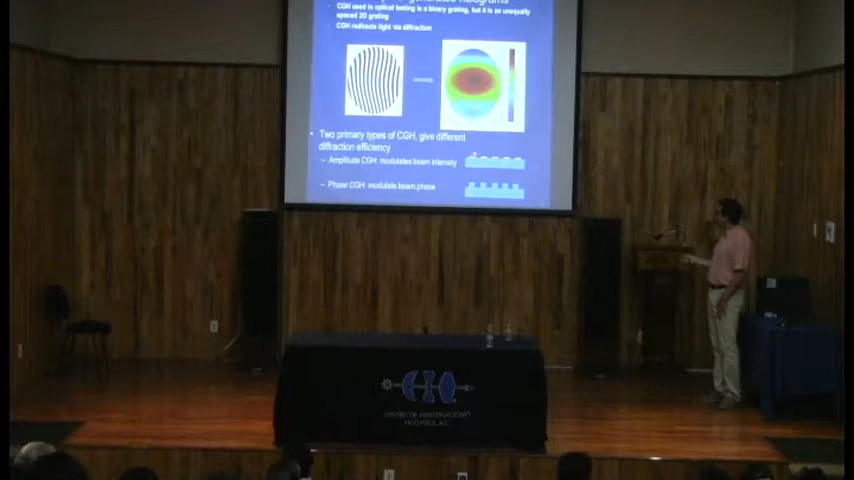 CGH used in optical testing is a binary grating, but it is an unequally
spaced 2D grating
CGH redirects light via diffraction
• Two primary types of CGH, give different
diffraction efficiency
– Amplitude CGH: modulates beam intensity
– Phase CGH: modulate beam phase
CIO